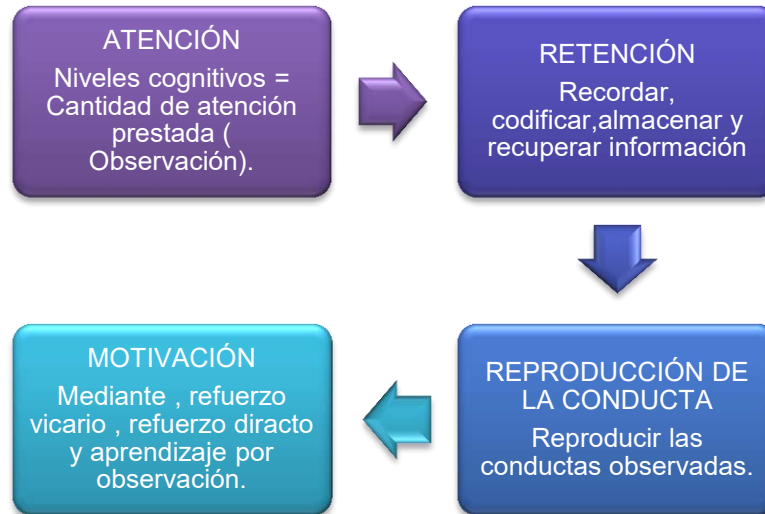 ATENCIÓN
Niveles cognitivos =
Cantidad de atención
prestada (
Observación).
RETENCIÓN
Recordar,
codificar,almacenar y
recuperar información
REPRODUCCIÓN DE
LA CONDUCTA
Reproducir las
conductas observadas.
MOTIVACIÓN
Mediante , refuerzo
vicario , refuerzo diracto
y aprendizaje por
observación.